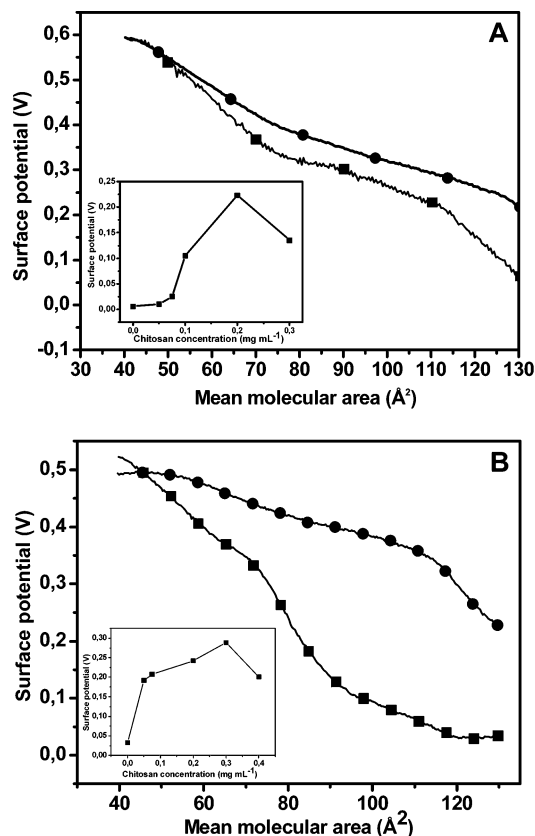 A
Surface potential (V)
0,6
0,5
0,4
0,3
0,2
0,1
0,0
-0,1
Surface potential (V)
0,25
0,20
0,15
0,10
0,05
0,00
0,0 0,1 0,2 0,3
Chitosan concentration (mg mL-1)
30 40 50 60 70 80 90 100 110 120 130
Mean molecular area (Å2)
B
Surface potential (V)
0,5
0,4
0,3
0,2
0,1
0,0
Surface potential (V)
0,30
0,25
0,20
0,15
0,10
0,05
0,00
0,0 0,1 0,2 0,3 0,4
Chitosan concentration (mg mL-1)
40 60 80 100 120
Mean molecular area (Å2)